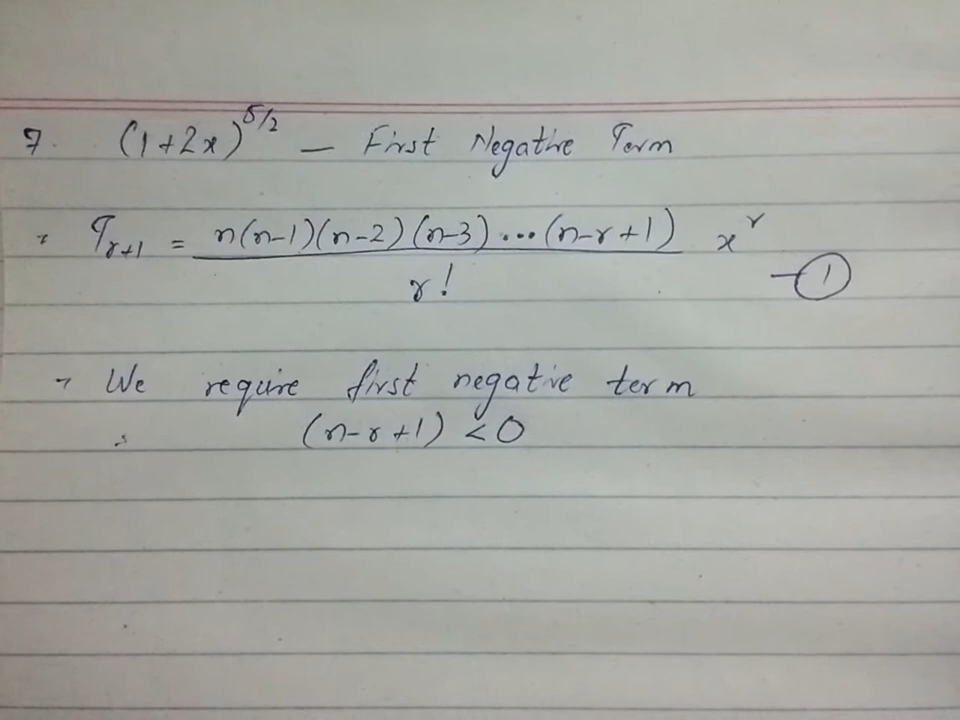 7. (1+2x)^5/2 — First Negative Term
∴ T_r+1 = n(n-1)(n-2)(n-3)...(n-r+1) / r! x^r —①
→ We require first negative term
∴ (n-r+1) <0